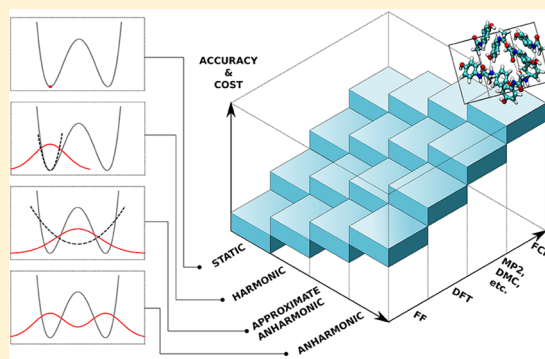 ACCURACY
&
COST
STATIC
HARMONIC
APPROXIMATE
ANHARMONIC
ANHARMONIC
FF
DFT
MP2,
DMC,
etc.